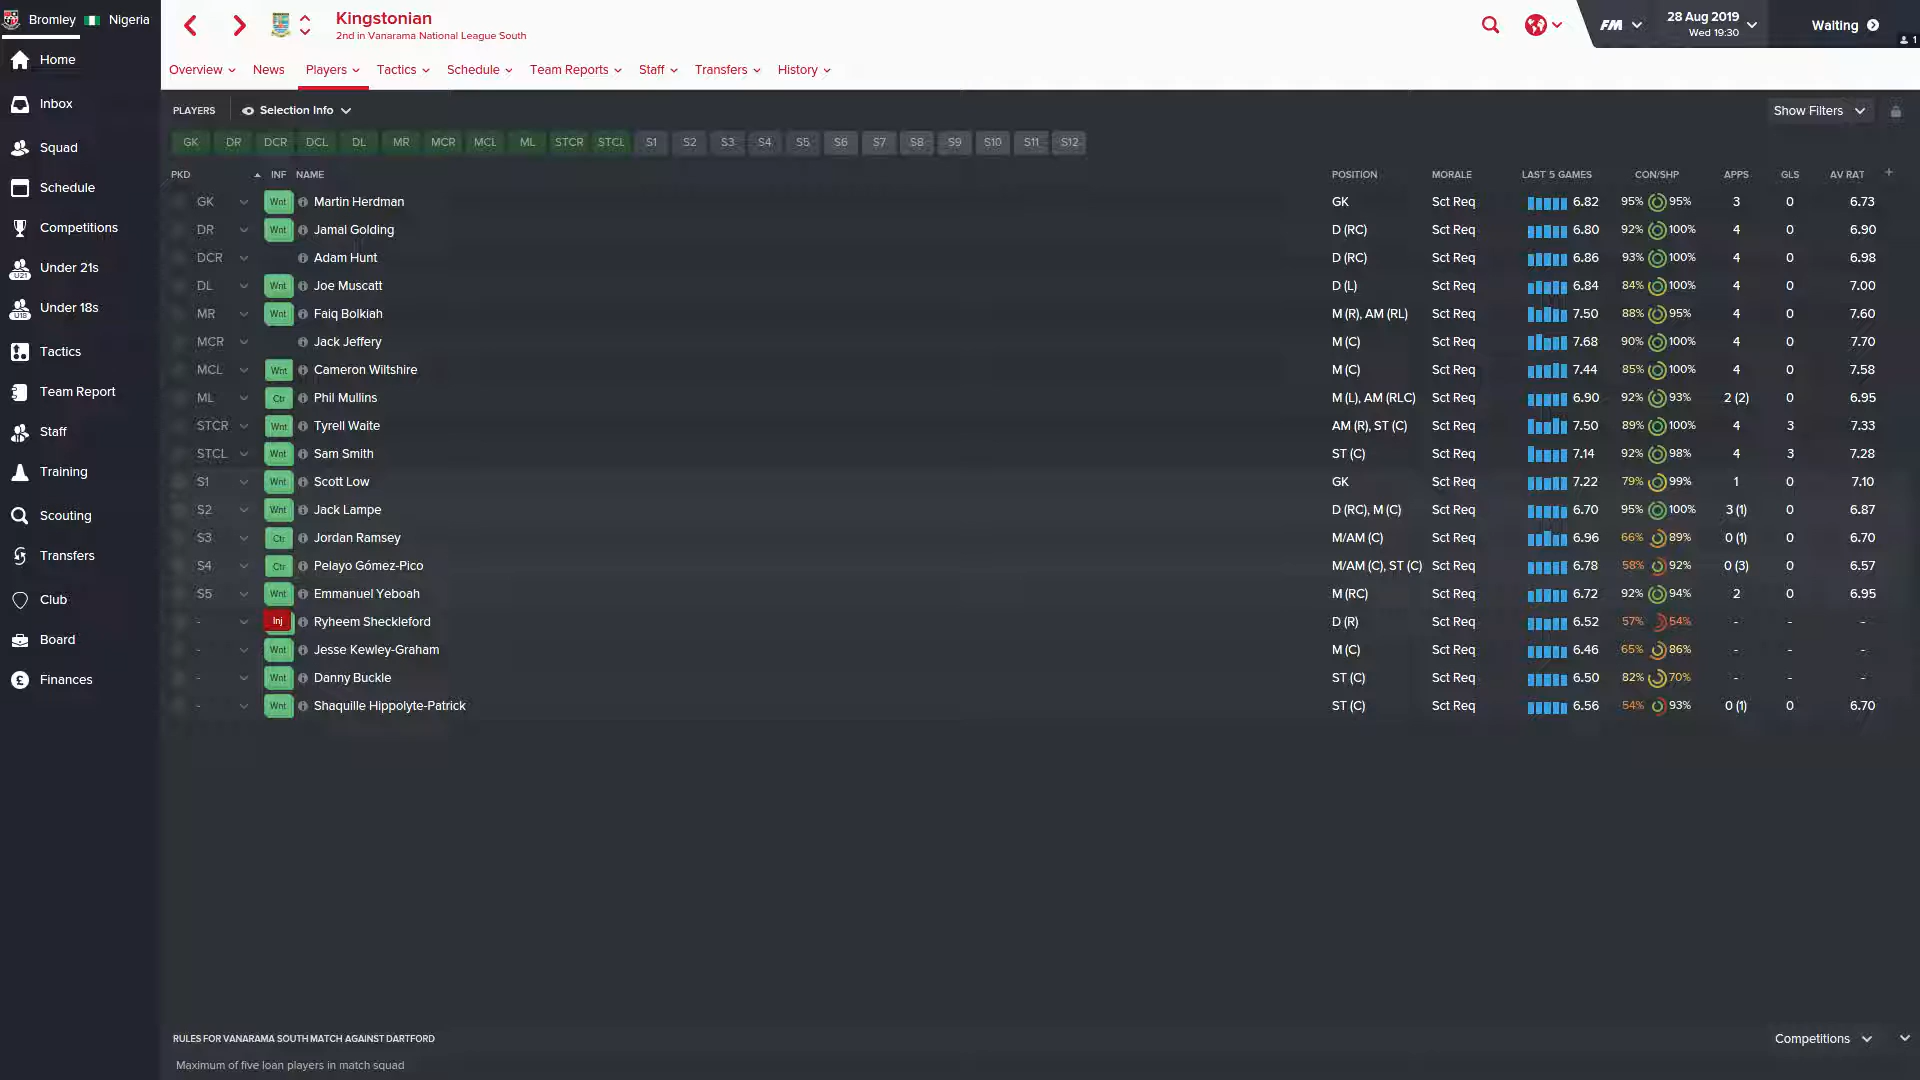 Bromley Nigeria
Kingstonian
2nd in Vanarama National League South
FM
28 Aug 2019
Wed 19:30
Waiting
1
Home
Inbox
Squad
Schedule
Competitions
U21
Under 21s
U18
Under 18s
Tactics
Team Report
Staff
Training
Scouting
Transfers
Club
Board
Finances
Overview News Players Tactics Schedule Team Reports Staff Transfers History
PLAYERS Selection Info Show Filters
GK DR DCR DCL DL MR MCR MCL ML STCR STCL S1 S2 S3 S4 S5 S6 S7 S8 S9 S10 S11 S12
PKD INF NAME POSITION MORALE LAST 5 GAMES CON/SHP APPS GLS AV RAT +
GK Wnt Martin Herdman GK Sct Req 6.82 95% 95% 3 0 6.73
DR Wnt Jamal Golding D (RC) Sct Req 6.80 92% 100% 4 0 6.90
DCR Adam Hunt D (RC) Sct Req 6.86 93% 100% 4 0 6.98
DL Wnt Joe Muscatt D (L) Sct Req 6.84 84% 100% 4 0 7.00
MR Wnt Faiq Bolkiah M (R), AM (RL) Sct Req 7.50 88% 95% 4 0 7.60
MCR Jack Jeffery M (C) Sct Req 7.68 90% 100% 4 0 7.70
MCL Wnt Cameron Wiltshire M (C) Sct Req 7.44 85% 100% 4 0 7.58
ML Ctr Phil Mullins M (L), AM (RLC) Sct Req 6.90 92% 93% 2 (2) 0 6.95
STCR Wnt Tyrell Waite AM (R), ST (C) Sct Req 7.50 89% 100% 4 3 7.33
STCL Wnt Sam Smith ST (C) Sct Req 7.14 92% 98% 4 3 7.28
S1 Wnt Scott Low GK Sct Req 7.22 79% 99% 1 0 7.10
S2 Wnt Jack Lampe D (RC), M (C) Sct Req 6.70 95% 100% 3 (1) 0 6.87
S3 Ctr Jordan Ramsey M/AM (C) Sct Req 6.96 66% 89% 0 (1) 0 6.70
S4 Ctr Pelayo Gómez-Pico M/AM (C), ST (C) Sct Req 6.78 58% 92% 0 (3) 0 6.57
S5 Wnt Emmanuel Yeboah M (RC) Sct Req 6.72 92% 94% 2 0 6.95
- Inj Ryheem Sheckleford D (R) Sct Req 6.52 57% 54% - - -
- Wnt Jesse Kewley-Graham M (C) Sct Req 6.46 65% 86% - - -
- Wnt Danny Buckle ST (C) Sct Req 6.50 82% 70% - - -
- Wnt Shaquille Hippolyte-Patrick ST (C) Sct Req 6.56 54% 93% 0 (1) 0 6.70
RULES FOR VANARAMA SOUTH MATCH AGAINST DARTFORD Competitions
Maximum of five loan players in match squad